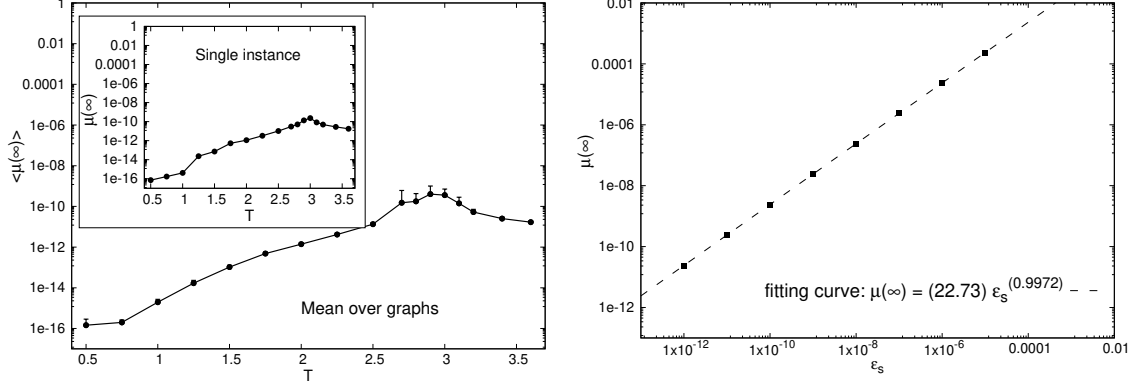 1
0.01
0.0001
1e-06
1e-08
1e-10
1e-12
1e-14
1e-16
<μ(∞)>
0.5 1 1.5 2 2.5 3 3.5
T
Mean over graphs
1
0.01
0.0001
1e-06
1e-08
1e-10
1e-12
1e-14
1e-16
μ(∞)
0.5 1 1.5 2 2.5 3 3.5
T
Single instance
0.01
0.0001
1e-06
1e-08
1e-10
1e-12
μ(∞)
1x10⁻¹² 1x10⁻¹⁰ 1x10⁻⁸ 1x10⁻⁶ 0.0001 0.01
εₛ
fitting curve: μ(∞) = (22.73) εₛ^(0.9972)